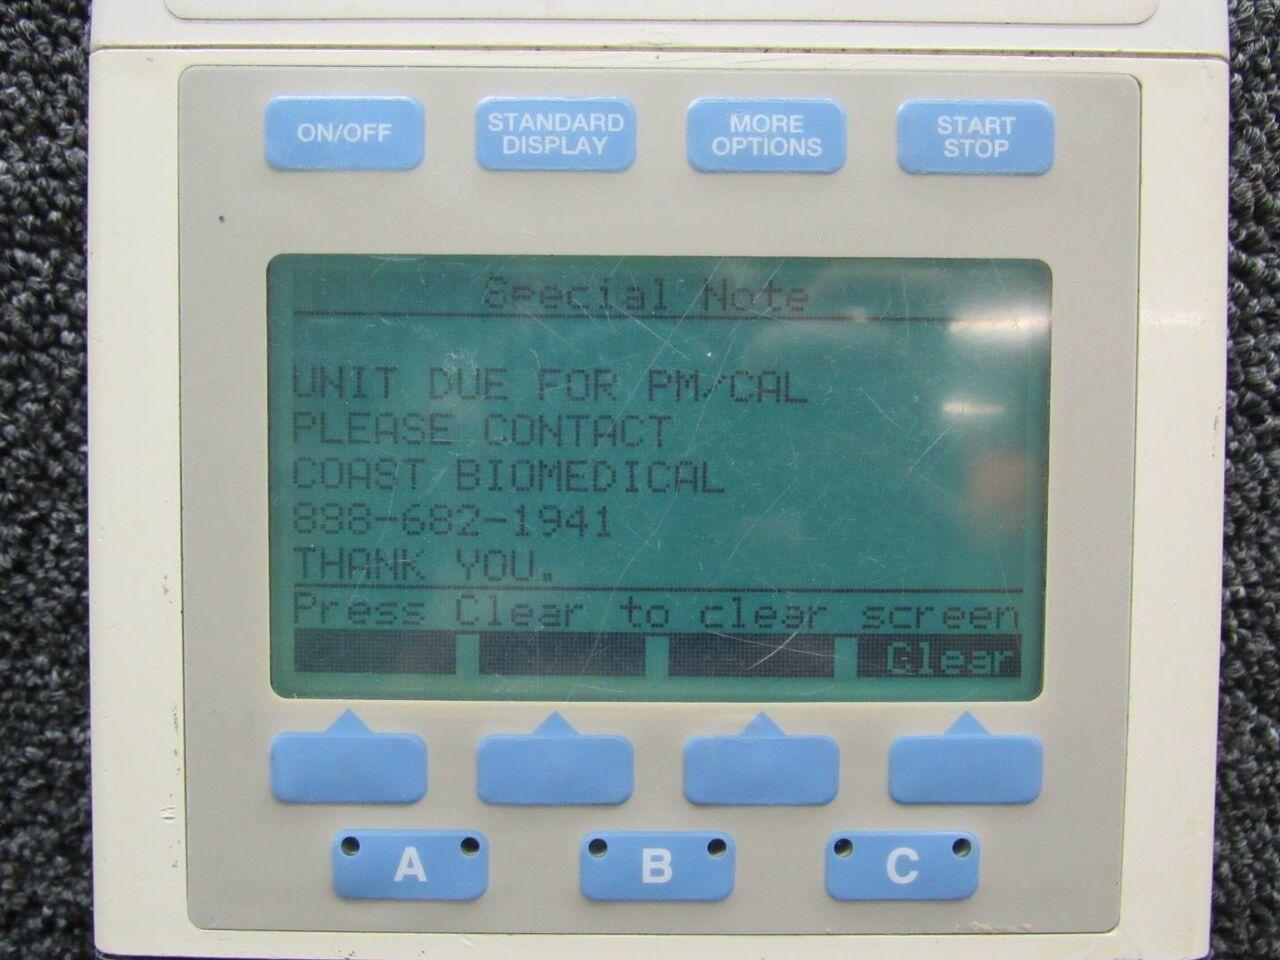 ON/OFF
STANDARD
DISPLAY
MORE
OPTIONS
START
STOP
Special Note
UNIT DUE FOR PM/CAL
PLEASE CONTACT
COAST BIOMEDICAL
888-682-1941
THANK YOU.
Press Clear to clear screen
Clear
A
B
C